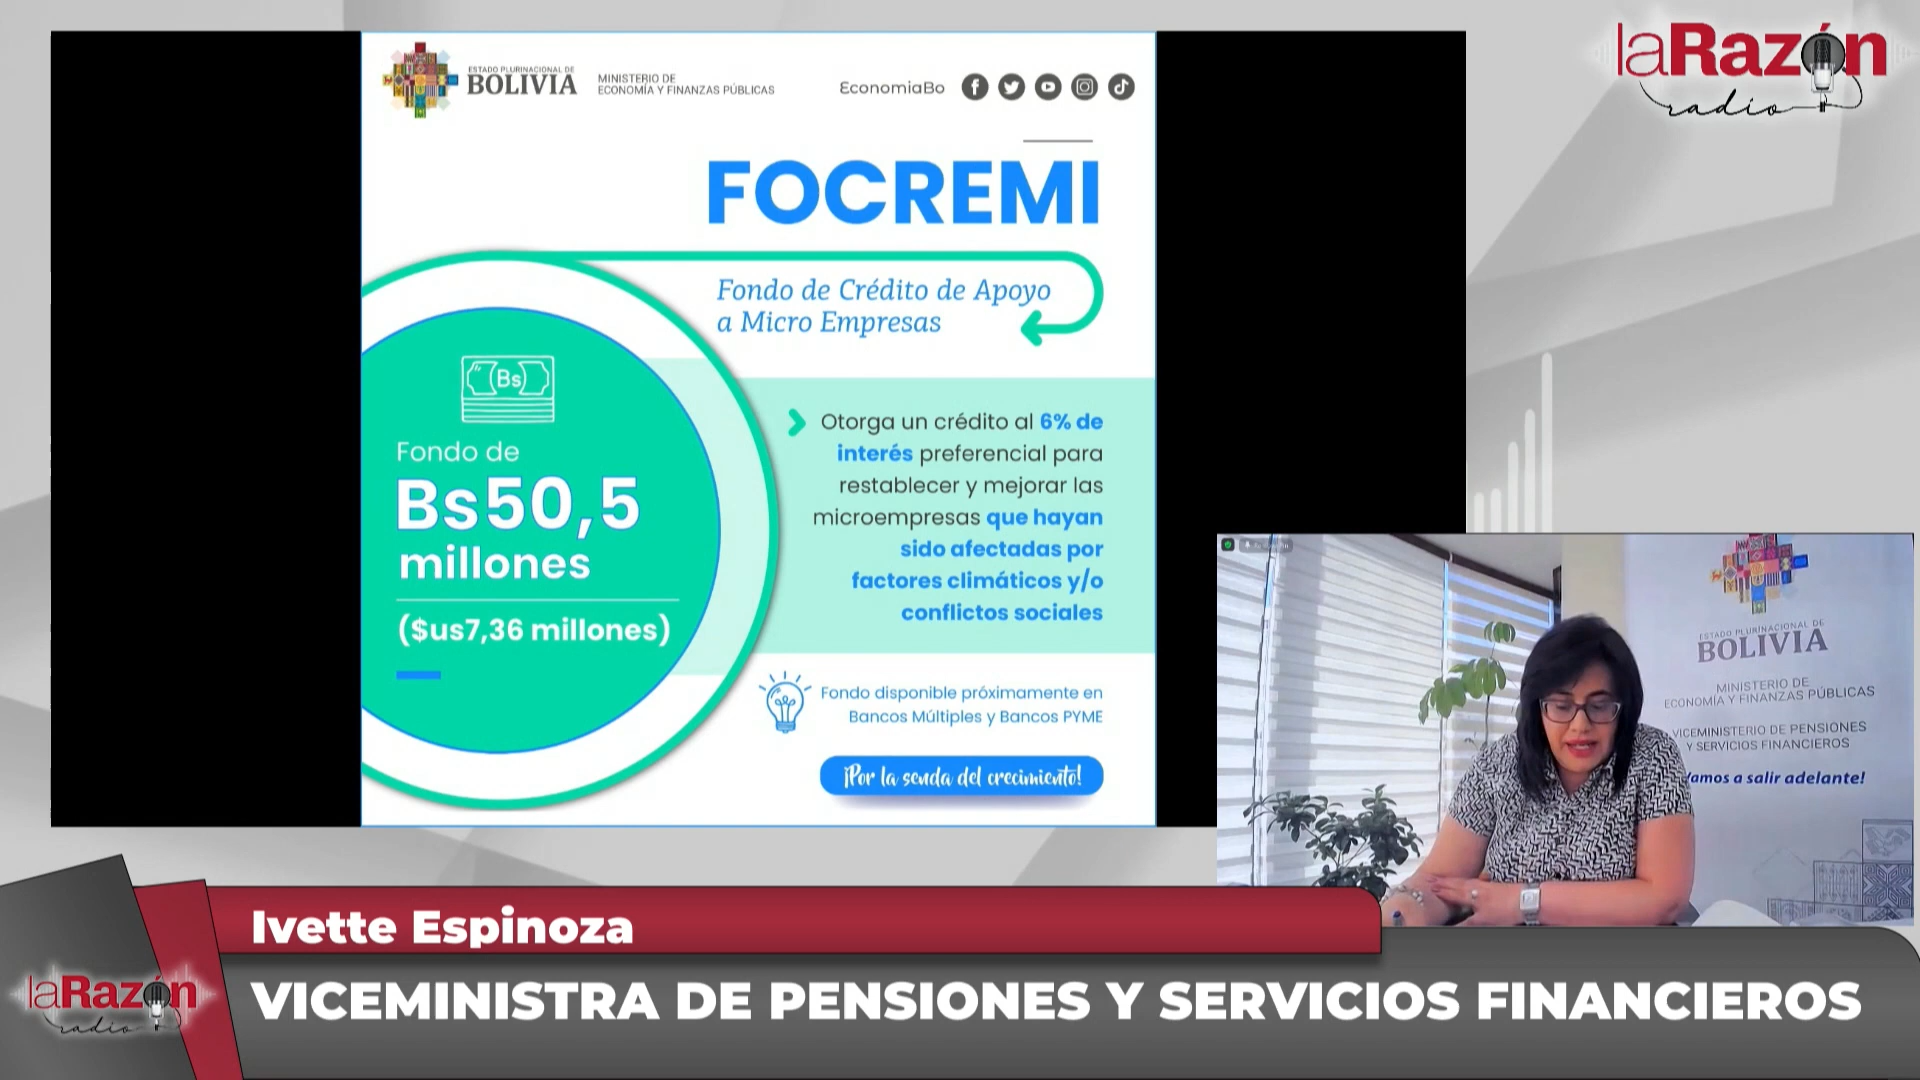 laRazón
radio
ESTADO PLURINACIONAL DE
BOLIVIA
MINISTERIO DE
ECONOMÍA Y FINANZAS PÚBLICAS
EconomiaBo
FOCREMI
Fondo de Crédito de Apoyo
a Micro Empresas
Bs
Fondo de
Bs50,5
millones
($us7,36 millones)
Otorga un crédito al 6% de
interés preferencial para
restablecer y mejorar las
microempresas que hayan
sido afectadas por
factores climáticos y/o
conflictos sociales
Fondo disponible próximamente en
Bancos Múltiples y Bancos PYME
¡Por la senda del crecimiento!
ESTADO PLURINACIONAL DE
BOLIVIA
MINISTERIO DE
ECONOMÍA Y FINANZAS PÚBLICAS
VICEMINISTERIO DE PENSIONES
Y SERVICIOS FINANCIEROS
Vamos a salir adelante!
Ivette Espinoza
laRazón
radio
VICEMINISTRA DE PENSIONES Y SERVICIOS FINANCIEROS